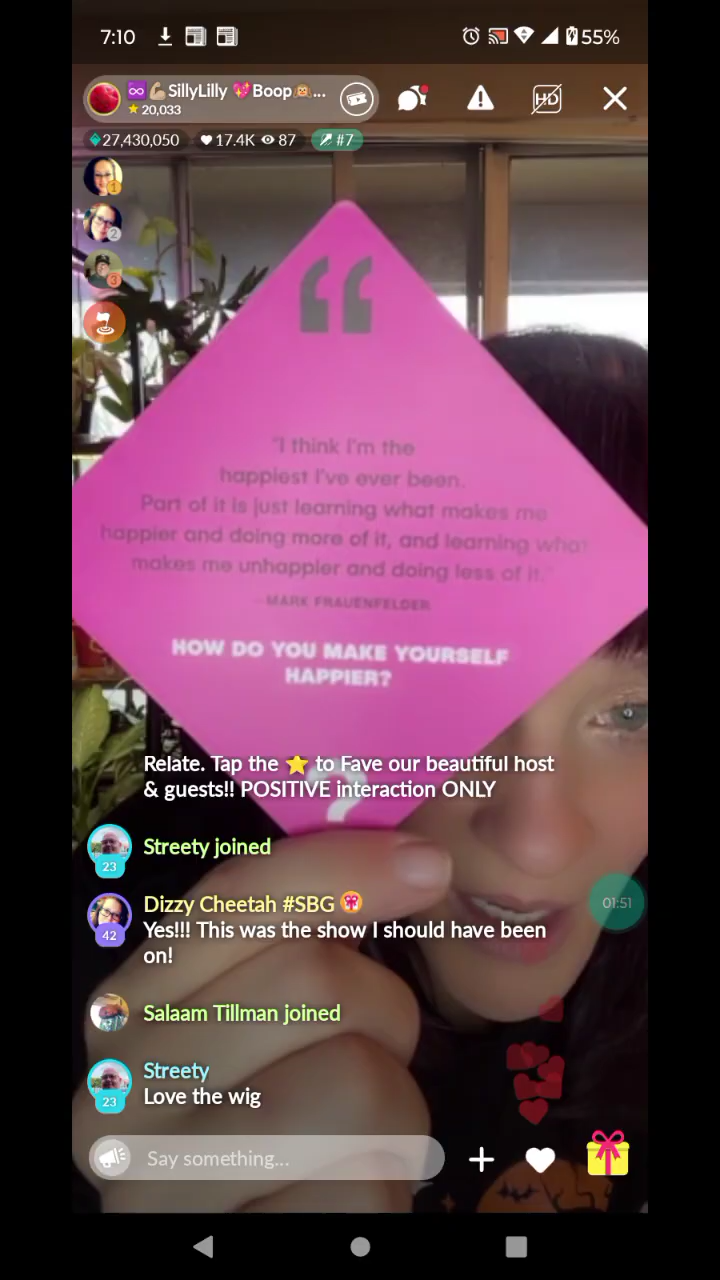 7:10
55%
♾️💪🏼SillyLilly 💖Boop🙉...
⭐20,033
HD
27,430,050 17.4K 87 #7
1
2
3
“
"I think I'm the
happiest I've ever been.
Part of it is just learning what makes me
happier and doing more of it, and learning what
makes me unhappier and doing less of it."
—MARK FRAUENFELDER
HOW DO YOU MAKE YOURSELF
HAPPIER?
?
Relate. Tap the ⭐ to Fave our beautiful host
& guests!! POSITIVE interaction ONLY
Streety joined
23
Dizzy Cheetah #SBG
Yes!!! This was the show I should have been
on!
42
01:51
Salaam Tillman joined
Streety
Love the wig
23
Say something...